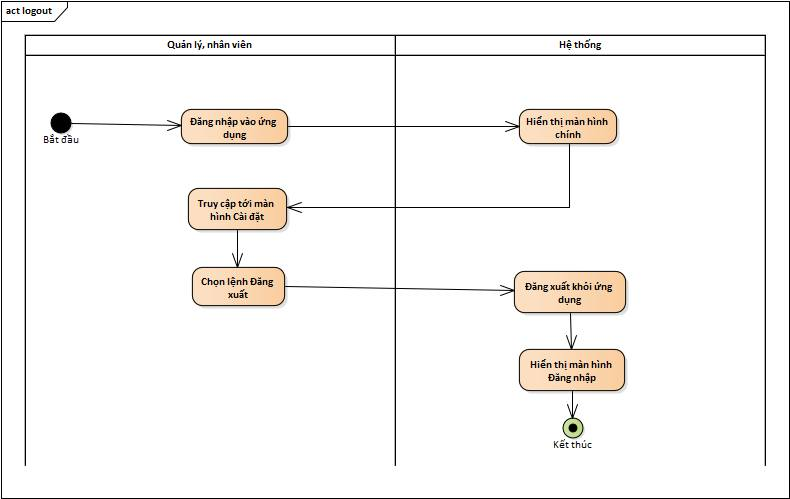 act logout
Quản lý, nhân viên
Hệ thống
Bắt đầu
Đăng nhập vào ứng
dụng
Hiển thị màn hình
chính
Truy cập tới màn
hình Cài đặt
Chọn lệnh Đăng
xuất
Đăng xuất khỏi ứng
dụng
Hiển thị màn hình
Đăng nhập
Kết thúc